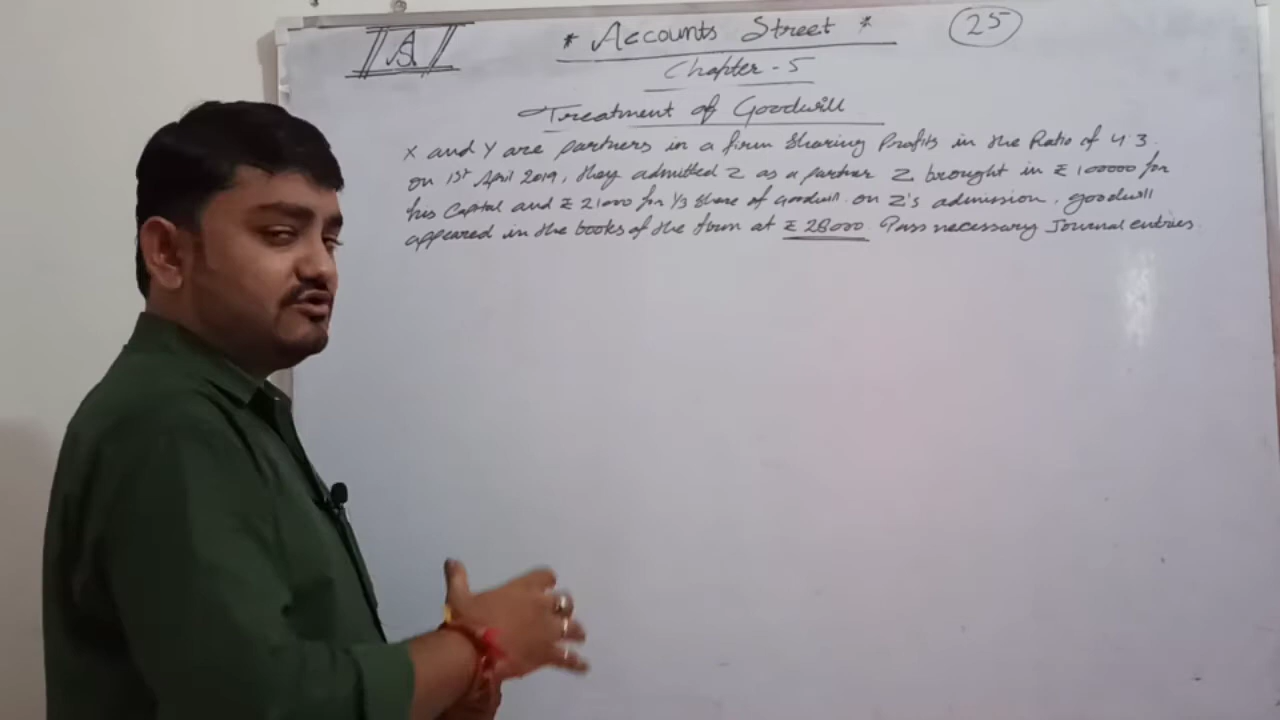 AS
* Accounts Street *
25
Chapter - 5
Treatment of Goodwill
X and Y are partners in a firm Sharing Profits in the Ratio of 4:3.
on 1st April 2019, they admitted Z as a partner Z brought in ₹ 100000 for
his Capital and ₹ 21000 for 1/3 Share of Goodwill. on Z's admission, goodwill
appeared in the books of the firm at ₹ 28000. Pass necessary Journal entries.